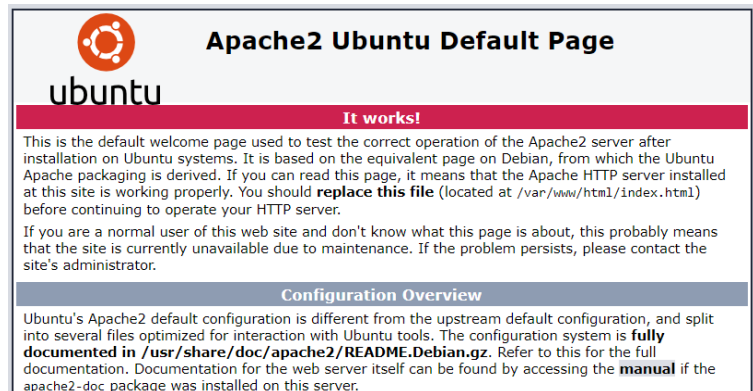 Apache2 Ubuntu Default Page
ubuntu
It works!
This is the default welcome page used to test the correct operation of the Apache2 server after
installation on Ubuntu systems. It is based on the equivalent page on Debian, from which the Ubuntu
Apache packaging is derived. If you can read this page, it means that the Apache HTTP server installed
at this site is working properly. You should replace this file (located at /var/www/html/index.html)
before continuing to operate your HTTP server.
If you are a normal user of this web site and don't know what this page is about, this probably means
that the site is currently unavailable due to maintenance. If the problem persists, please contact the
site's administrator.
Configuration Overview
Ubuntu's Apache2 default configuration is different from the upstream default configuration, and split
into several files optimized for interaction with Ubuntu tools. The configuration system is fully
documented in /usr/share/doc/apache2/README.Debian.gz. Refer to this for the full
documentation. Documentation for the web server itself can be found by accessing the manual if the
apache2-doc package was installed on this server.